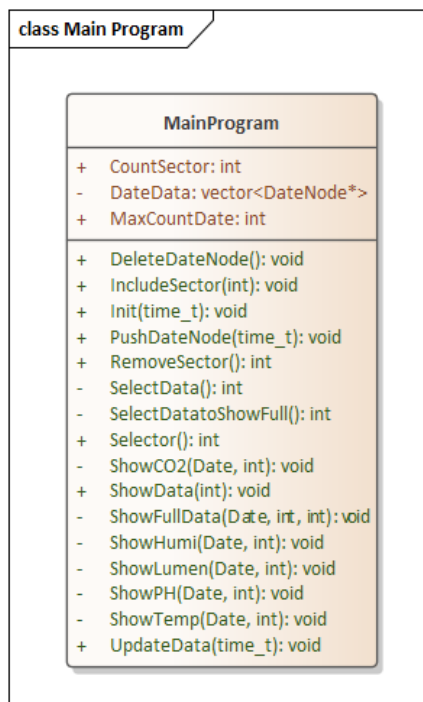 class Main Program
MainProgram
+ CountSector: int
- DateData: vector<DateNode*>
+ MaxCountDate: int
+ DeleteDateNode(): void
+ IncludeSector(int): void
+ Init(time_t): void
+ PushDateNode(time_t): void
+ RemoveSector(): int
- SelectData(): int
- SelectDatatoShowFull(): int
+ Selector(): int
- ShowCO2(Date, int): void
+ ShowData(int): void
- ShowFullData(Date, int, int): void
- ShowHumi(Date, int): void
- ShowLumen(Date, int): void
- ShowPH(Date, int): void
- ShowTemp(Date, int): void
+ UpdateData(time_t): void